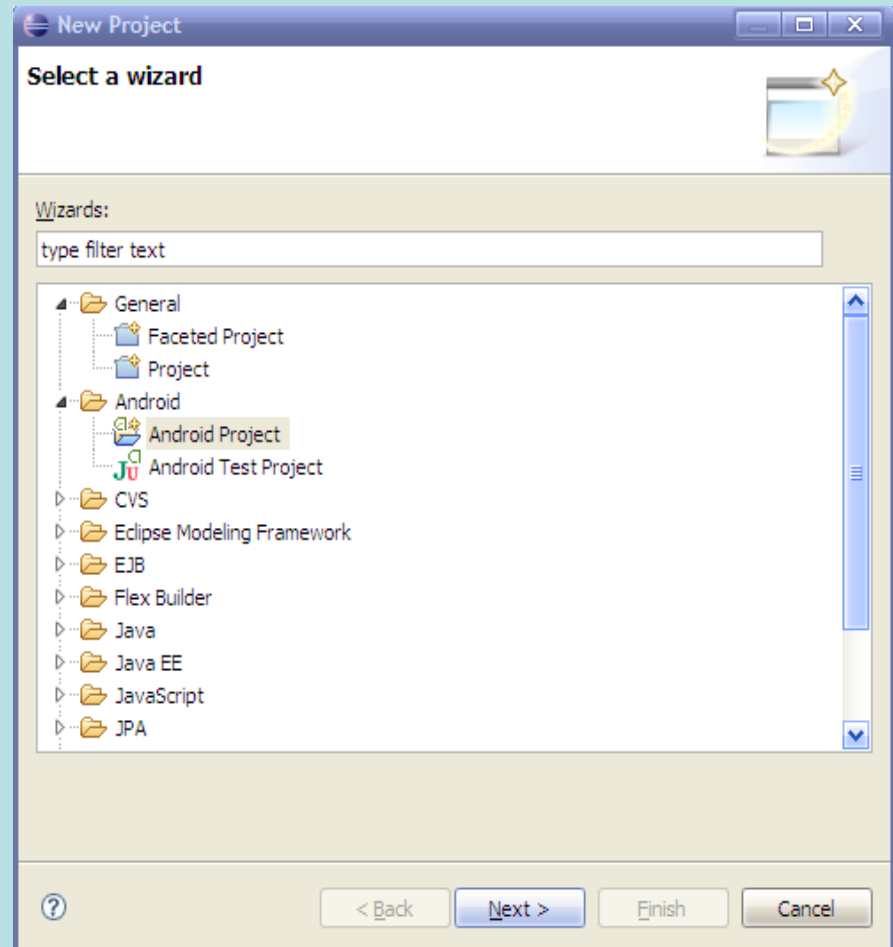 New Project
Select a wizard
Wizards:
type filter text
General
Faceted Project
Project
Android
Android Project
Ju Android Test Project
CVS
Eclipse Modeling Framework
EJB
Flex Builder
Java
Java EE
JavaScript
JPA
? < Back Next > Finish Cancel